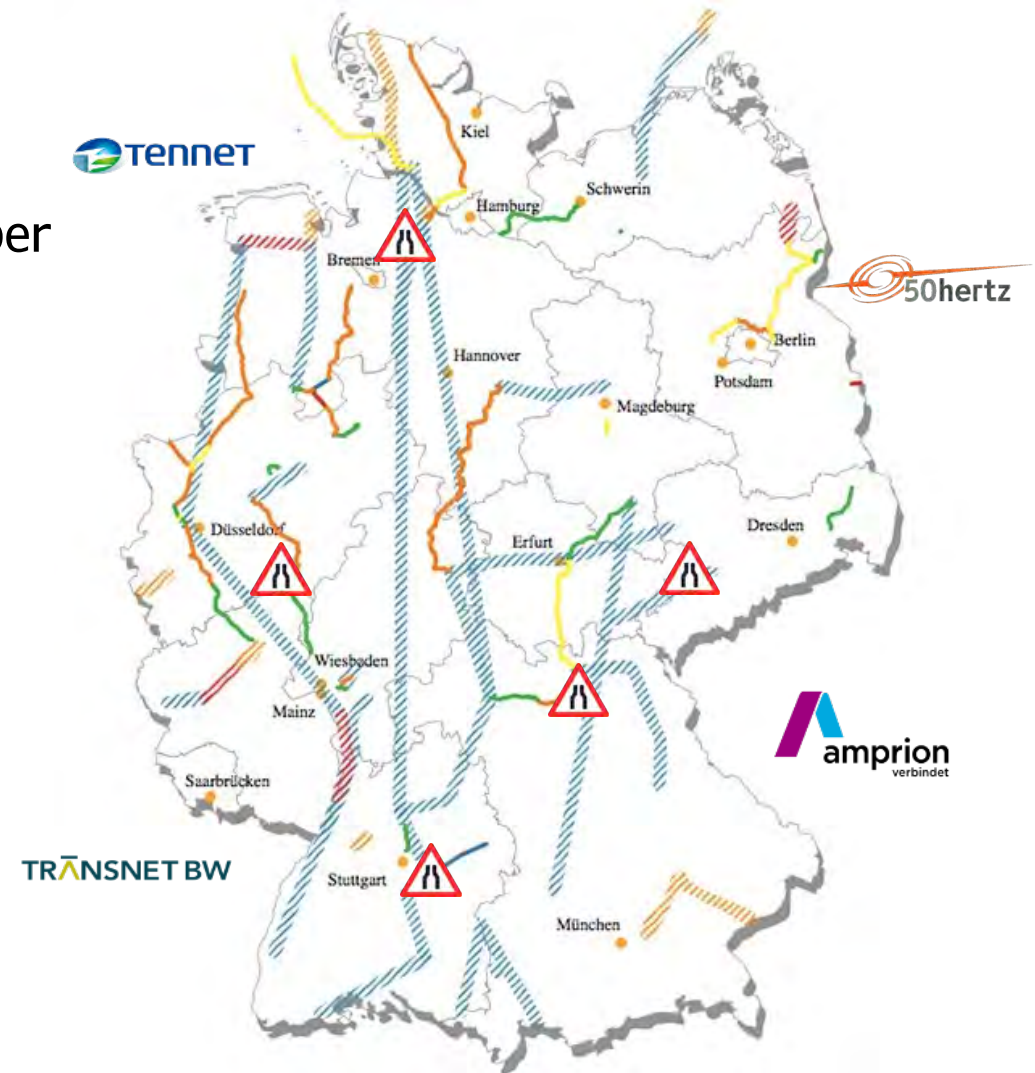 Kiel
TENNET
Schwerin
Hamburg
ber
Bremen
50hertz
Berlin
Hannover
Potsdam
Magdeburg
Düsseldorf
Dresden
Erfurt
Wiesbaden
Mainz
amprion
verbindet
Saarbrücken
TRANSNET BW
Stuttgart
München